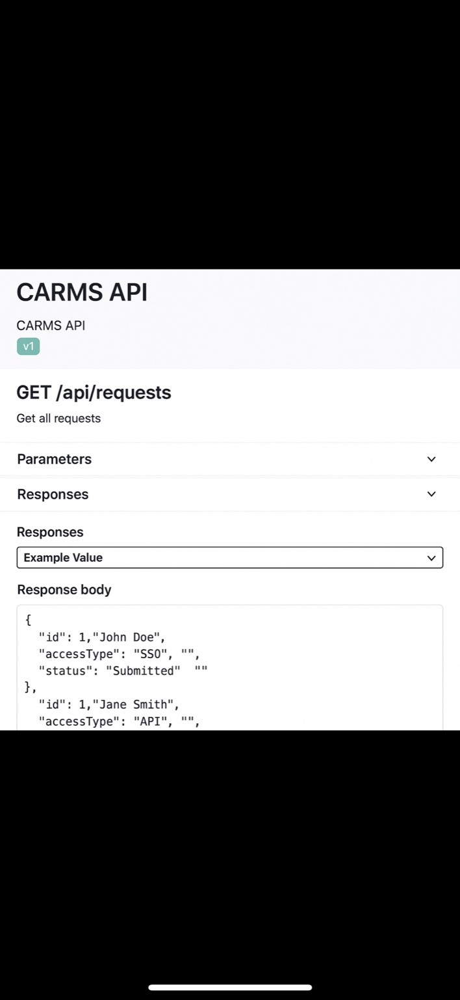 CARMS API
CARMS API
v1
GET /api/requests
Get all requests
Parameters
Responses
Responses
Example Value
Response body
{
"id": 1,"John Doe",
"accessType": "SSO", "",
"status": "Submitted"  ""
},
"id": 1,"Jane Smith",
"accessType": "API", "",